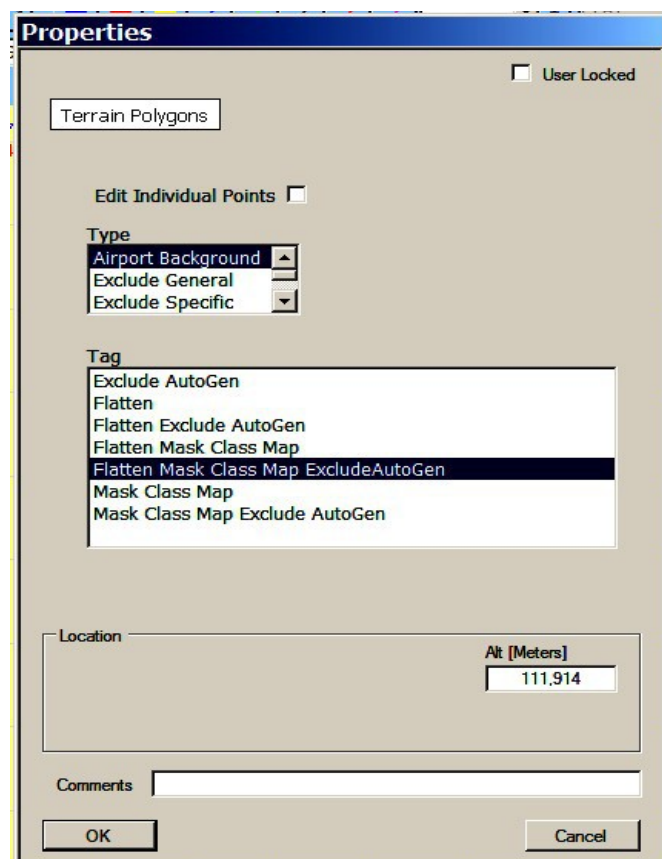 Properties
User Locked
Terrain Polygons
Edit Individual Points
Type
Airport Background
Exclude General
Exclude Specific
Tag
Exclude AutoGen
Flatten
Flatten Exclude AutoGen
Flatten Mask Class Map
Flatten Mask Class Map ExcludeAutoGen
Mask Class Map
Mask Class Map Exclude AutoGen
Location
Alt [Meters]
111,914
Comments
OK
Cancel